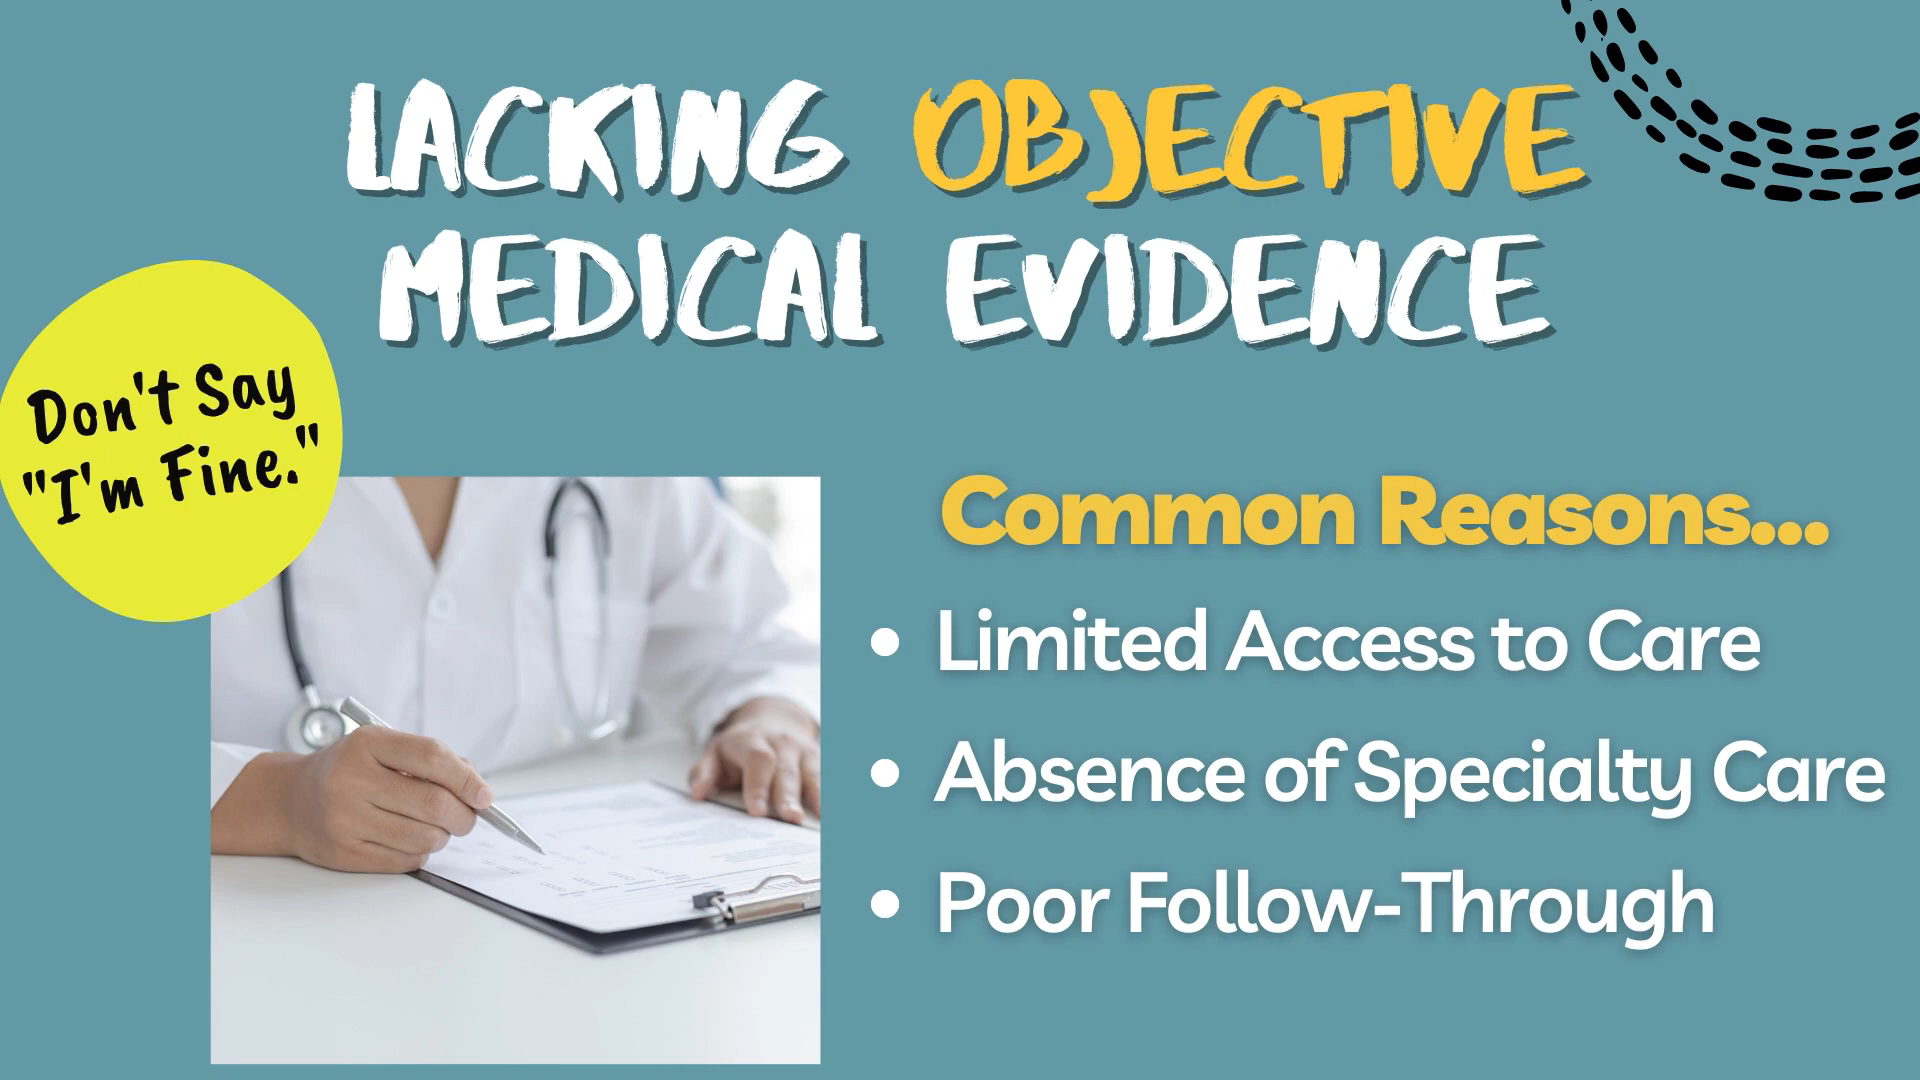 LACKING OBJECTIVE
MEDICAL EVIDENCE
Don't Say
"I'm Fine."
Common Reasons...
• Limited Access to Care
• Absence of Specialty Care
• Poor Follow-Through